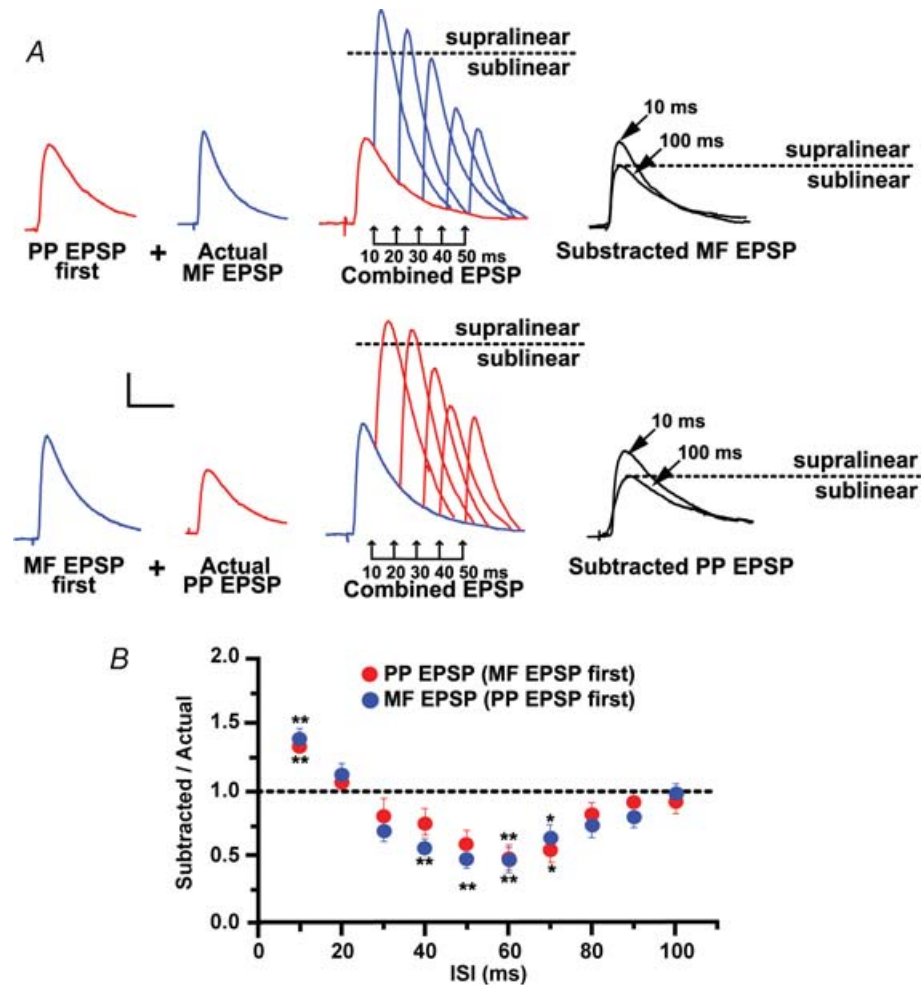 A
supralinear
sublinear
10 ms
100 ms
supralinear
sublinear
PP EPSP first + Actual MF EPSP
10 20 30 40 50 ms
Combined EPSP
Substracted MF EPSP
supralinear
sublinear
10 ms
100 ms
supralinear
sublinear
MF EPSP first + Actual PP EPSP
10 20 30 40 50 ms
Combined EPSP
Subtracted PP EPSP
B
Subtracted / Actual
2.0
1.5
1.0
0.5
0.0
PP EPSP (MF EPSP first)
MF EPSP (PP EPSP first)
**
**
**
**
**
**
*
*
0 20 40 60 80 100
ISI (ms)